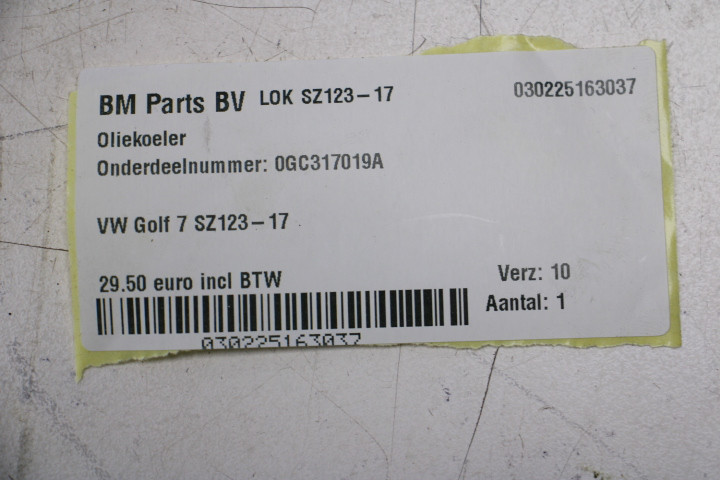 BM Parts BV LOK SZ123-17 030225163037
Oliekoeler
Onderdeelnummer: 0GC317019A
VW Golf 7 SZ123-17
29.50 euro incl BTW Verz: 10
Aantal: 1
030225163037